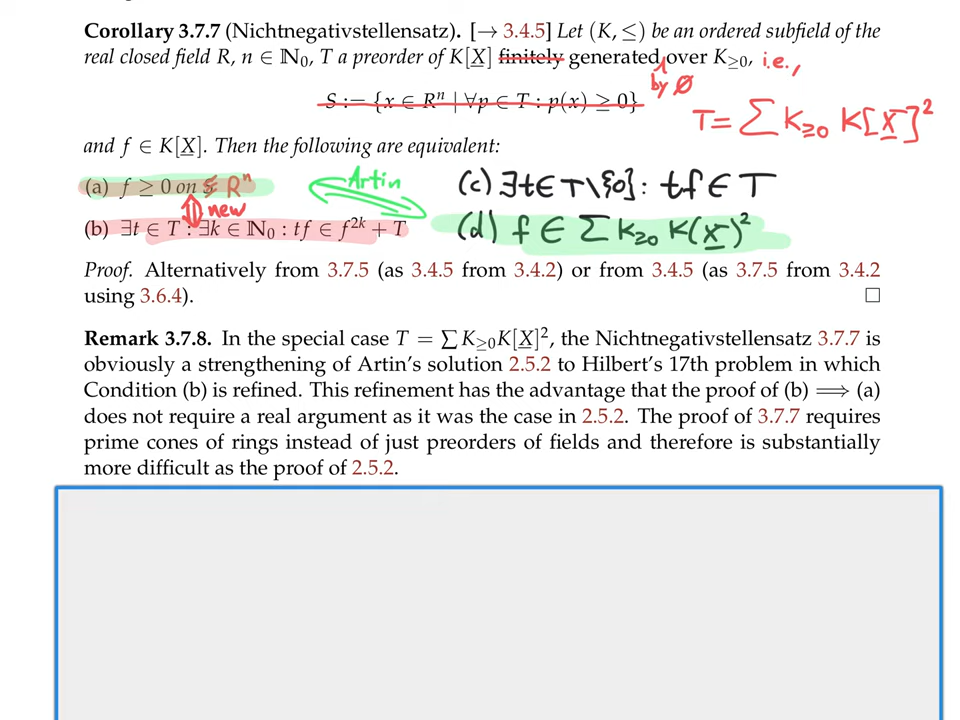 Corollary 3.7.7 (Nichtnegativstellensatz). [→ 3.4.5] Let (K, ≤) be an ordered subfield of the
real closed field R, n ∈ ℕ₀, T a preorder of K[X] finitely generated by ∅ over K≥0, i.e.,
S := {x ∈ Rⁿ | ∀p ∈ T : p(x) ≥ 0}
T = ∑ K≥0 K[X]²
and f ∈ K[X]. Then the following are equivalent:
(a) f ≥ 0 on S Rⁿ
Artin
(c) ∃t∈T\{0}: tf ∈ T
new
(b) ∃t ∈ T : ∃k ∈ ℕ₀ : tf ∈ f²ᵏ + T
(d) f ∈ ∑ K≥0 K(X)²
Proof. Alternatively from 3.7.5 (as 3.4.5 from 3.4.2) or from 3.4.5 (as 3.7.5 from 3.4.2
using 3.6.4). □
Remark 3.7.8. In the special case T = ∑ K≥0K[X]², the Nichtnegativstellensatz 3.7.7 is
obviously a strengthening of Artin's solution 2.5.2 to Hilbert's 17th problem in which
Condition (b) is refined. This refinement has the advantage that the proof of (b) ⟹ (a)
does not require a real argument as it was the case in 2.5.2. The proof of 3.7.7 requires
prime cones of rings instead of just preorders of fields and therefore is substantially
more difficult as the proof of 2.5.2.